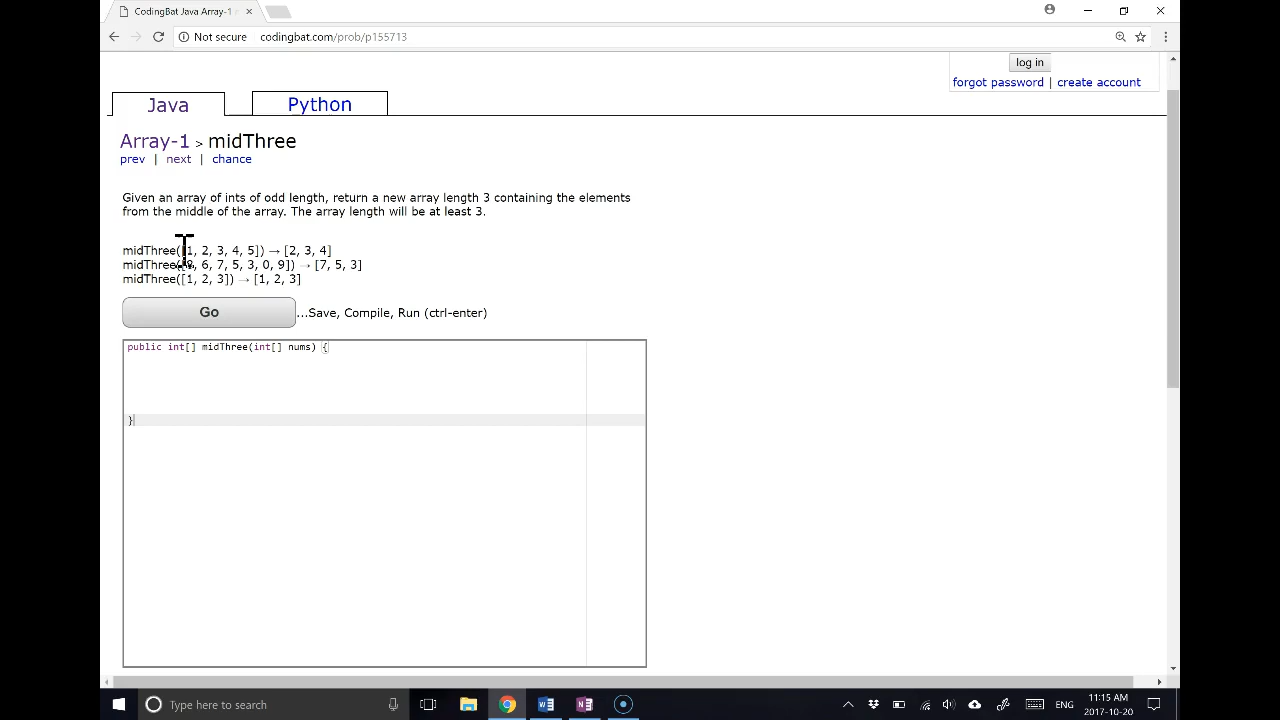 CodingBat Java Array-1
Not secure codingbat.com/prob/p155713
log in
forgot password | create account
Java
Python
Array-1 > midThree
prev | next | chance
Given an array of ints of odd length, return a new array length 3 containing the elements
from the middle of the array. The array length will be at least 3.
midThree([1, 2, 3, 4, 5]) → [2, 3, 4]
midThree([8, 6, 7, 5, 3, 0, 9]) → [7, 5, 3]
midThree([1, 2, 3]) → [1, 2, 3]
Go ...Save, Compile, Run (ctrl-enter)
public int[] midThree(int[] nums) {
}
Type here to search
ENG
11:15 AM
2017-10-20